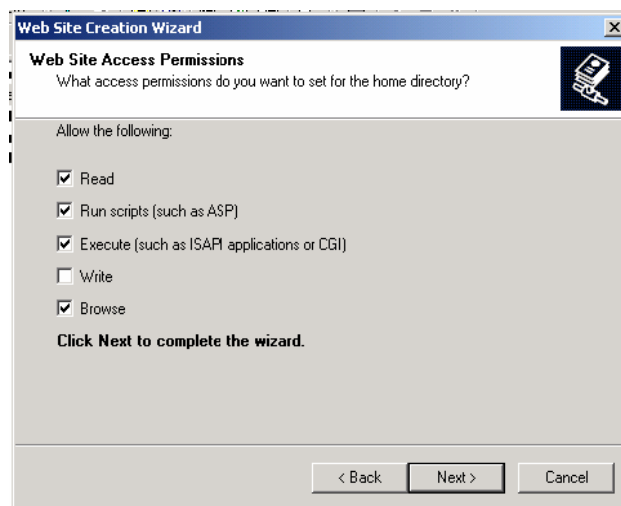 Web Site Creation Wizard
Web Site Access Permissions
What access permissions do you want to set for the home directory?
Allow the following:
Read
Run scripts (such as ASP)
Execute (such as ISAPI applications or CGI)
Write
Browse
Click Next to complete the wizard.
< Back Next > Cancel